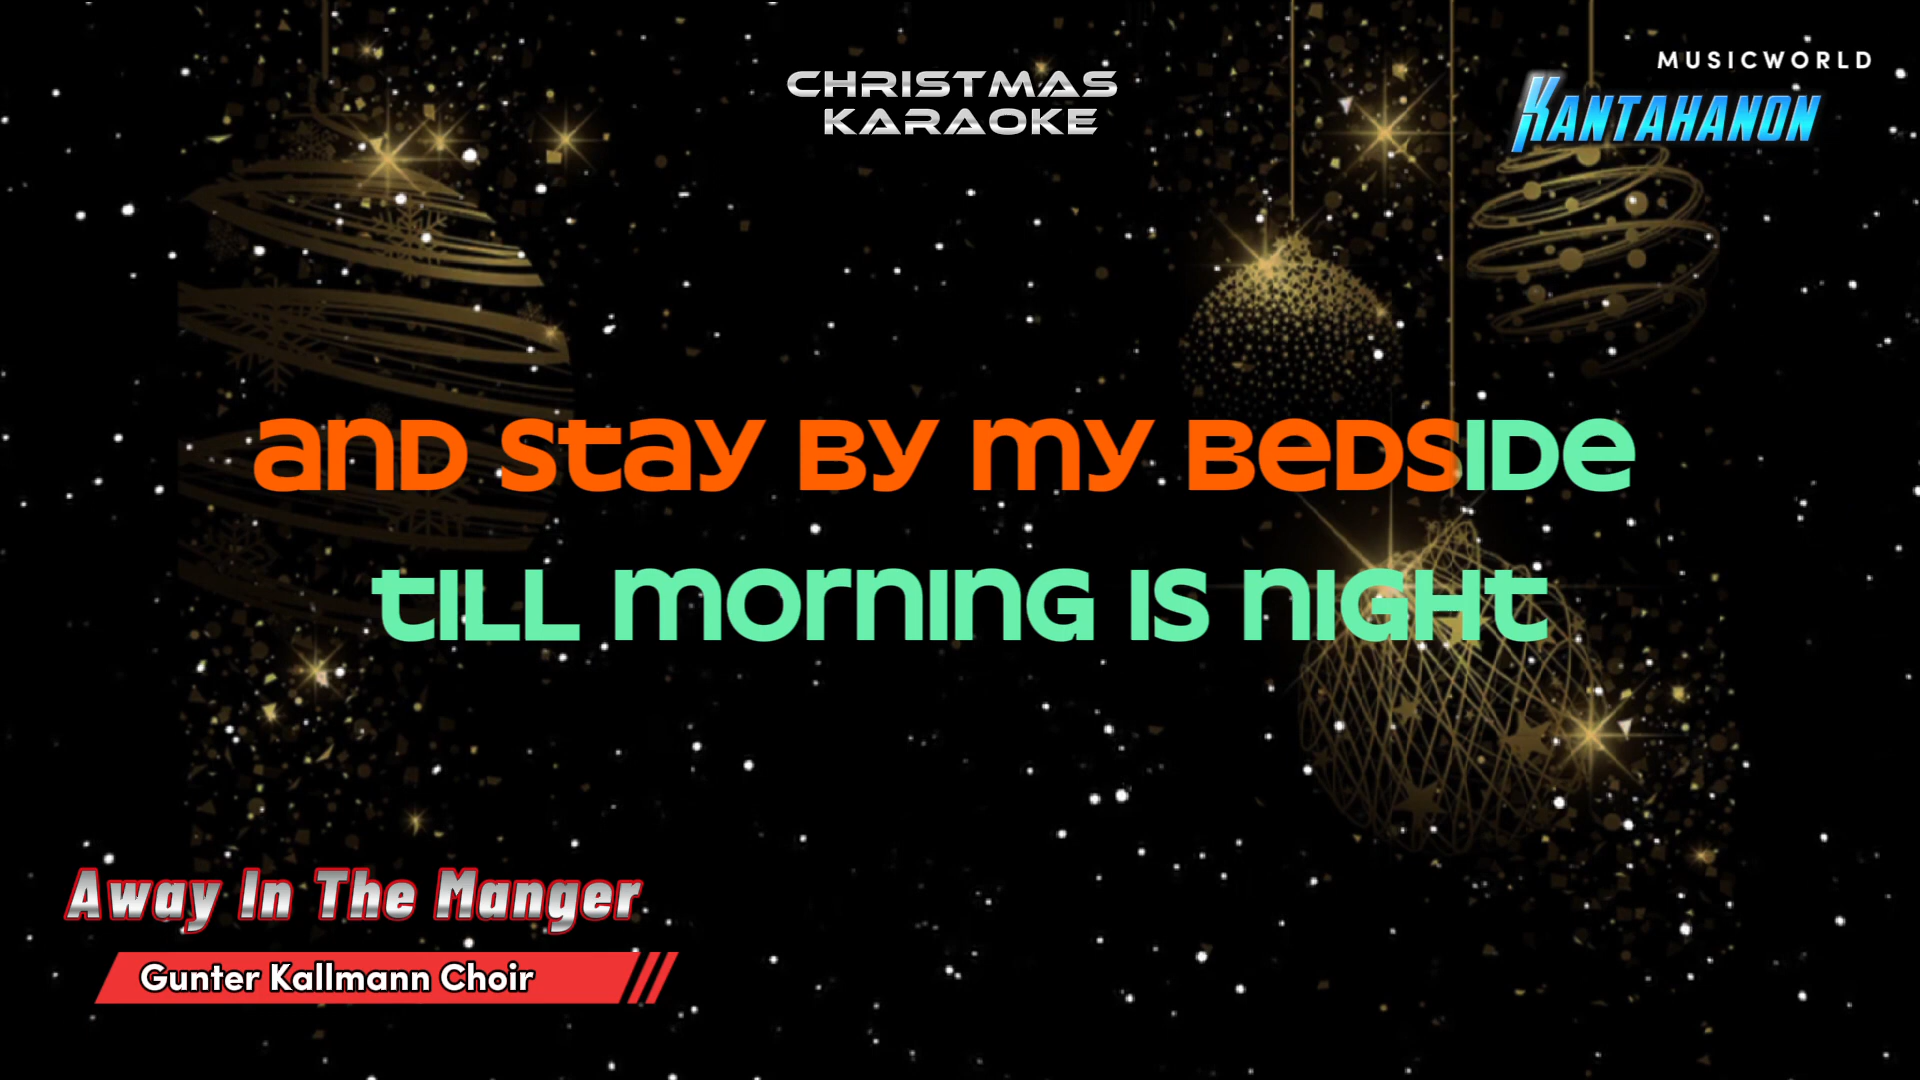 CHRISTMAS
KARAOKE
MUSICWORLD
KANTAHANON
and stay by my bedside
till morning is night
Away In The Manger
Gunter Kallmann Choir